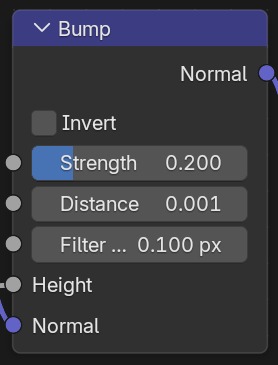 Bump
Normal
Invert
Strength 0.200
Distance 0.001
Filter ... 0.100 px
Height
Normal